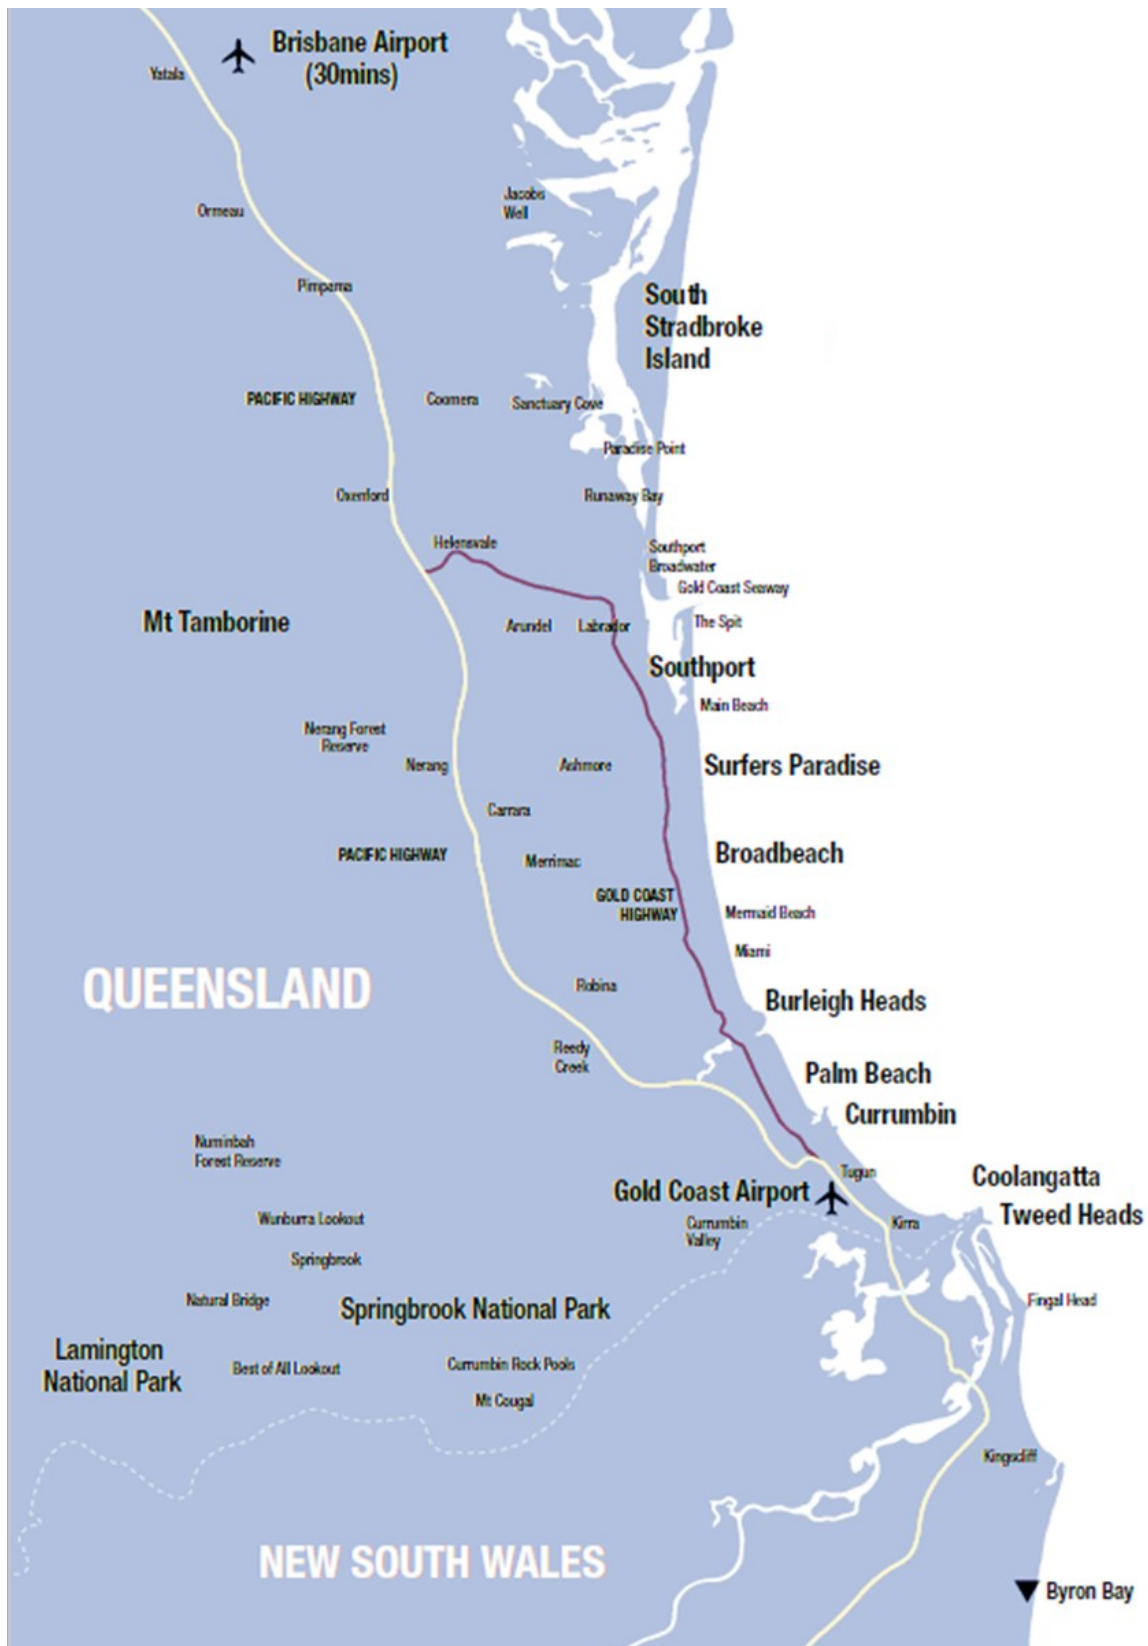 Brisbane Airport
(30mins)
Yatala
Jacobs
Well
Ormeau
Pimpama
South
Stradbroke
Island
PACIFIC HIGHWAY
Coomera
Sanctuary Cove
Paradise Point
Oxenford
Runaway Bay
Helensvale
Southport
Broadwater
Gold Coast Seaway
Mt Tamborine
Arundel
Labrador
The Spit
Southport
Main Beach
Nerang Forest
Reserve
Nerang
Ashmore
Surfers Paradise
Carrara
PACIFIC HIGHWAY
Merrimac
Broadbeach
GOLD COAST
HIGHWAY
Mermaid Beach
Miami
QUEENSLAND
Robina
Burleigh Heads
Reedy
Creek
Palm Beach
Currumbin
Numinbah
Forest Reserve
Tugun
Coolangatta
Gold Coast Airport
Tweed Heads
Wunburra Lookout
Currumbin
Valley
Kirra
Springbrook
Natural Bridge
Springbrook National Park
Fingal Head
Lamington
National Park
Best of All Lookout
Currumbin Rock Pools
Mt Cougal
Kingscliff
NEW SOUTH WALES
Byron Bay